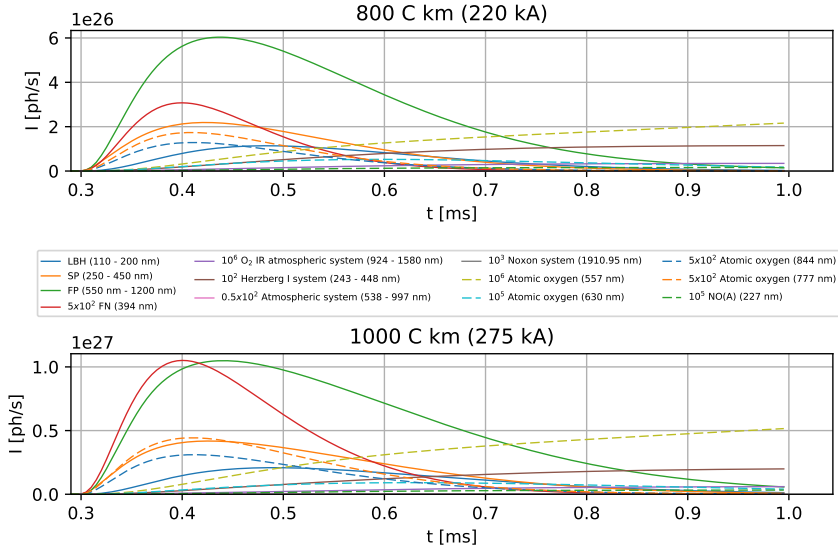 800 C km (220 kA)
1e26
I [ph/s]
6
4
2
0
0.3 0.4 0.5 0.6 0.7 0.8 0.9 1.0
t [ms]
LBH (110 - 200 nm)
SP (250 - 450 nm)
FP (550 nm - 1200 nm)
5x10² FN (394 nm)
10⁶ O₂ IR atmospheric system (924 - 1580 nm)
10² Herzberg I system (243 - 448 nm)
0.5x10² Atmospheric system (538 - 997 nm)
10³ Noxon system (1910.95 nm)
10⁶ Atomic oxygen (557 nm)
10⁵ Atomic oxygen (630 nm)
5x10² Atomic oxygen (844 nm)
5x10² Atomic oxygen (777 nm)
10⁵ NO(A) (227 nm)
1000 C km (275 kA)
1e27
I [ph/s]
1.0
0.5
0.0
0.3 0.4 0.5 0.6 0.7 0.8 0.9 1.0
t [ms]